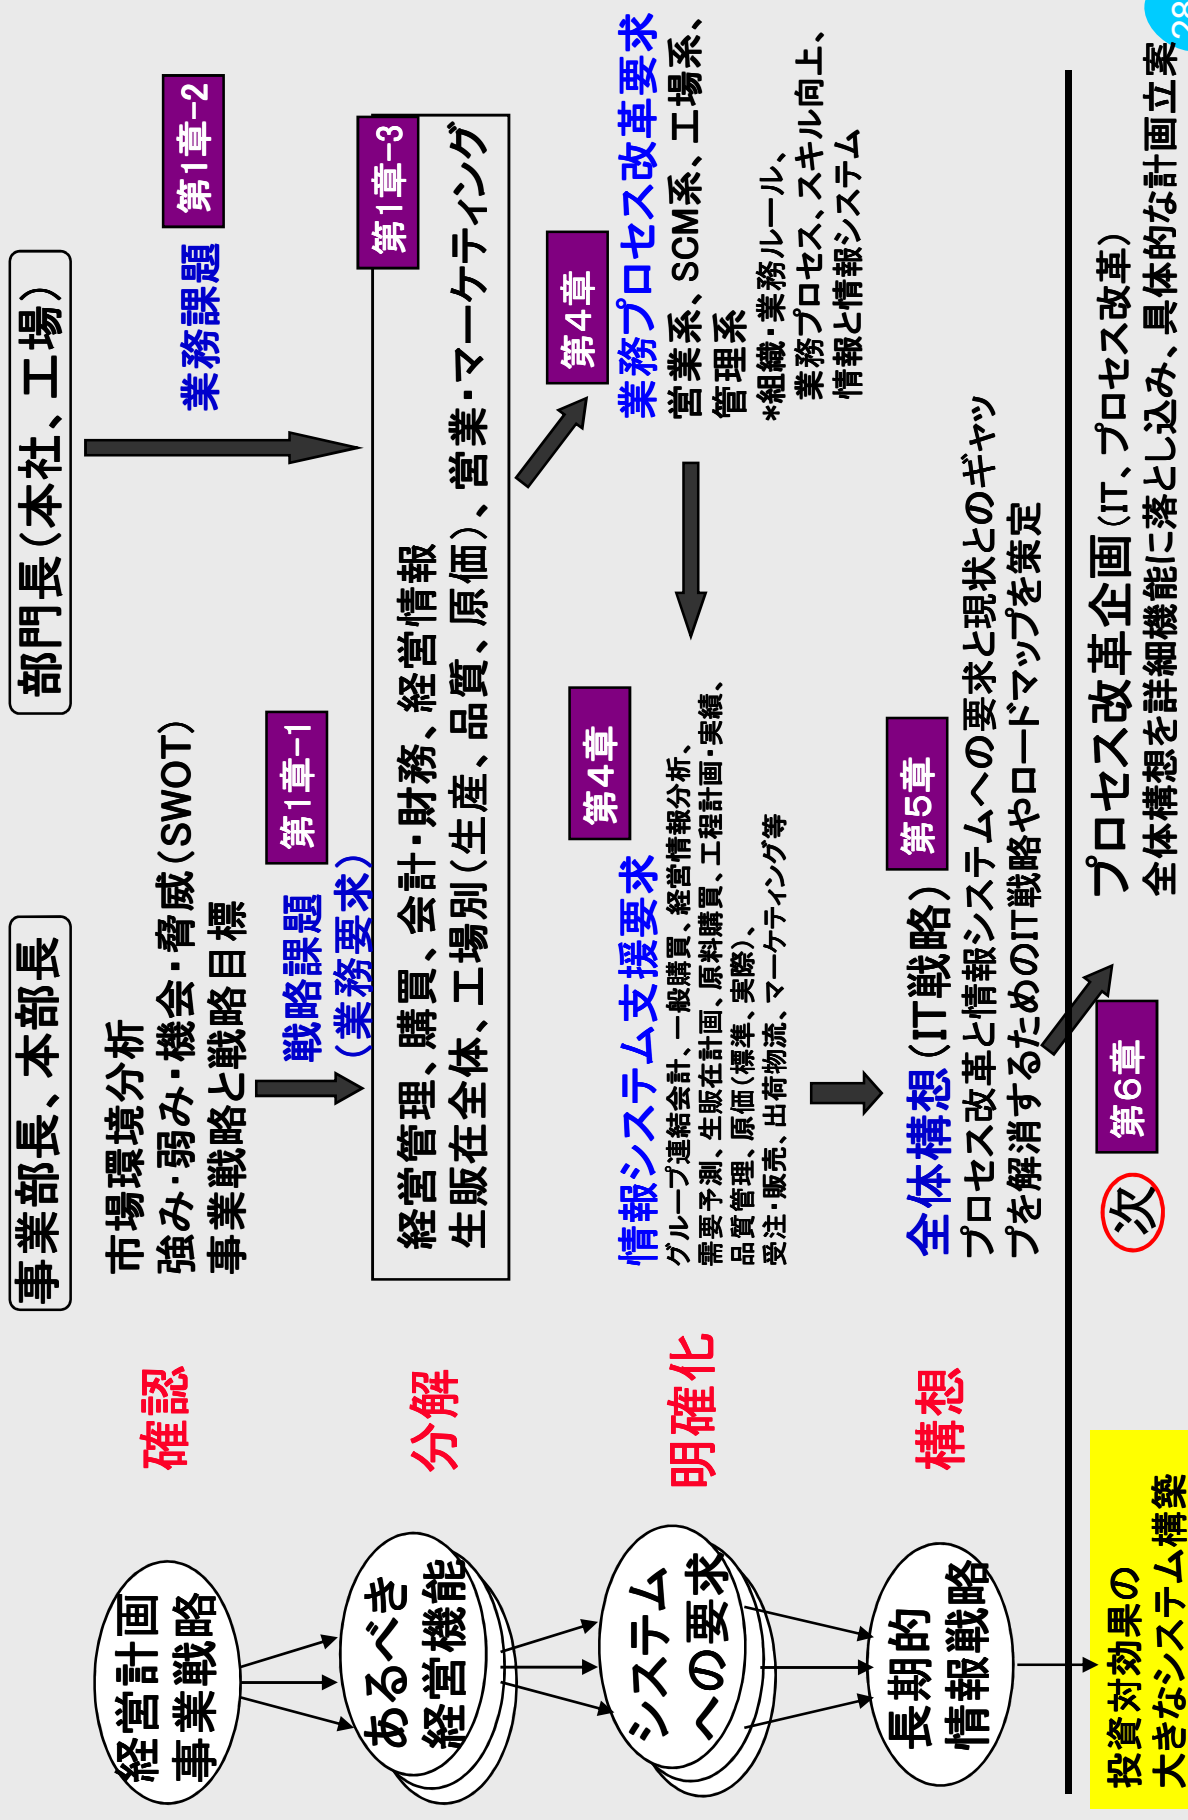 事業部長、本部長
部門長（本社、工場）
経営計画
事業戦略
確認
市場環境分析
強み・弱み・機会・脅威（SWOT）
事業戦略と戦略目標
業務課題
第1章-2
戦略課題
（業務要求）
第1章-1
第1章-3
あるべき
経営機能
分解
経営管理、購買、会計・財務、経営情報
生販在全体、工場別（生産、品質、原価）、営業・マーケティング
システム
への要求
明確化
第4章
情報システム支援要求
グループ連結会計、一般購買、経営情報分析、
需要予測、生販在計画、原料購買、工程計画・実績、
品質管理、原価（標準、実際）、
受注・販売、出荷物流、マーケティング等
第4章
業務プロセス改革要求
営業系、SCM系、工場系、
管理系
*組織・業務ルール、
業務プロセス、スキル向上、
情報と情報システム
長期的
情報戦略
構想
第5章
全体構想（IT戦略）
プロセス改革と情報システムへの要求と現状とのギャッ
プを解消するためのIT戦略やロードマップを策定
投資対効果の
大きなシステム構築
次
第6章
プロセス改革企画（IT、プロセス改革）
全体構想を詳細機能に落とし込み、具体的な計画立案
28